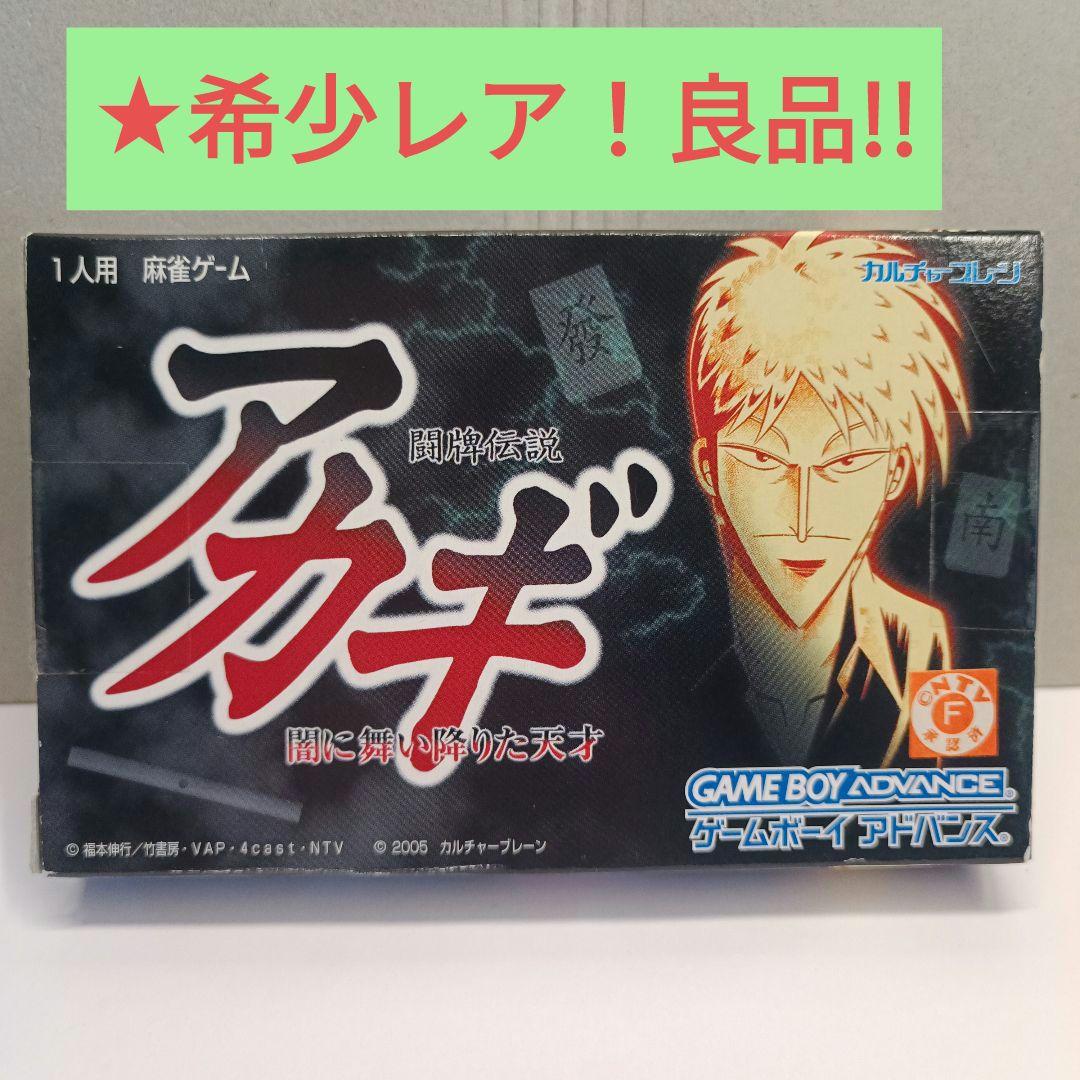 ★希少レア！良品!!
1人用 麻雀ゲーム
カルチャーブレーン
發
闘牌伝説
アカギ
南
闇に舞い降りた天才
©NTV
F
承認済
GAME BOY ADVANCE
ゲームボーイ アドバンス
© 福本伸行／竹書房・VAP・4cast・NTV © 2005 カルチャーブレーン